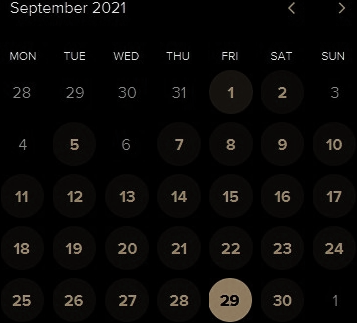 September 2021
MON TUE WED THU FRI SAT SUN
28 29 30 31 1 2 3
4 5 6 7 8 9 10
11 12 13 14 15 16 17
18 19 20 21 22 23 24
25 26 27 28 29 30 1